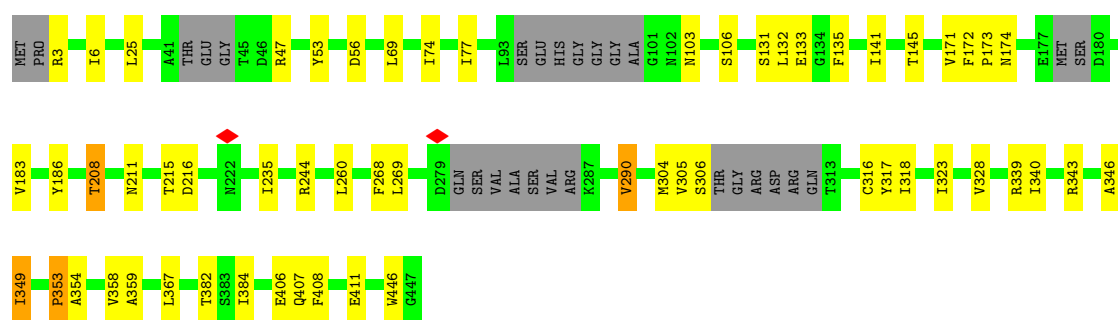 MET PRO R3 I6 L25 A41 THR GLU GLY T45 D46 R47 Y53 D56 L69 I74 I77 L93 SER GLU HIS GLY GLY GLY ALA G101 N102 N103 S106 S131 L132 E133 G134 F135 I141 T145 V171 F172 P173 N174 E177 MET SER D180
V183 Y186 T208 N211 T215 D216 N222 I235 R244 L260 F268 L269 D279 GLN SER VAL ALA SER VAL ARG K287 V290 M304 V305 S306 THR GLY ARG ASP ARG GLN T313 C316 Y317 I318 I323 V328 R339 I340 R343 A346
I349 P353 A354 V358 A359 L367 T382 S383 I384 E406 Q407 F408 E411 W446 G447